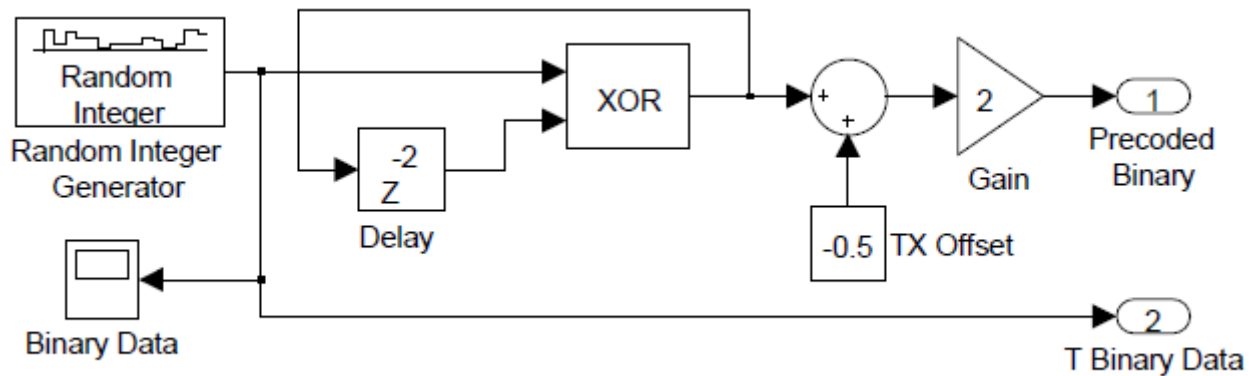 Random
Integer
Random Integer
Generator
XOR
-2
Z
Delay
+
+
-0.5
TX Offset
2
Gain
1
Precoded
Binary
Binary Data
2
T Binary Data